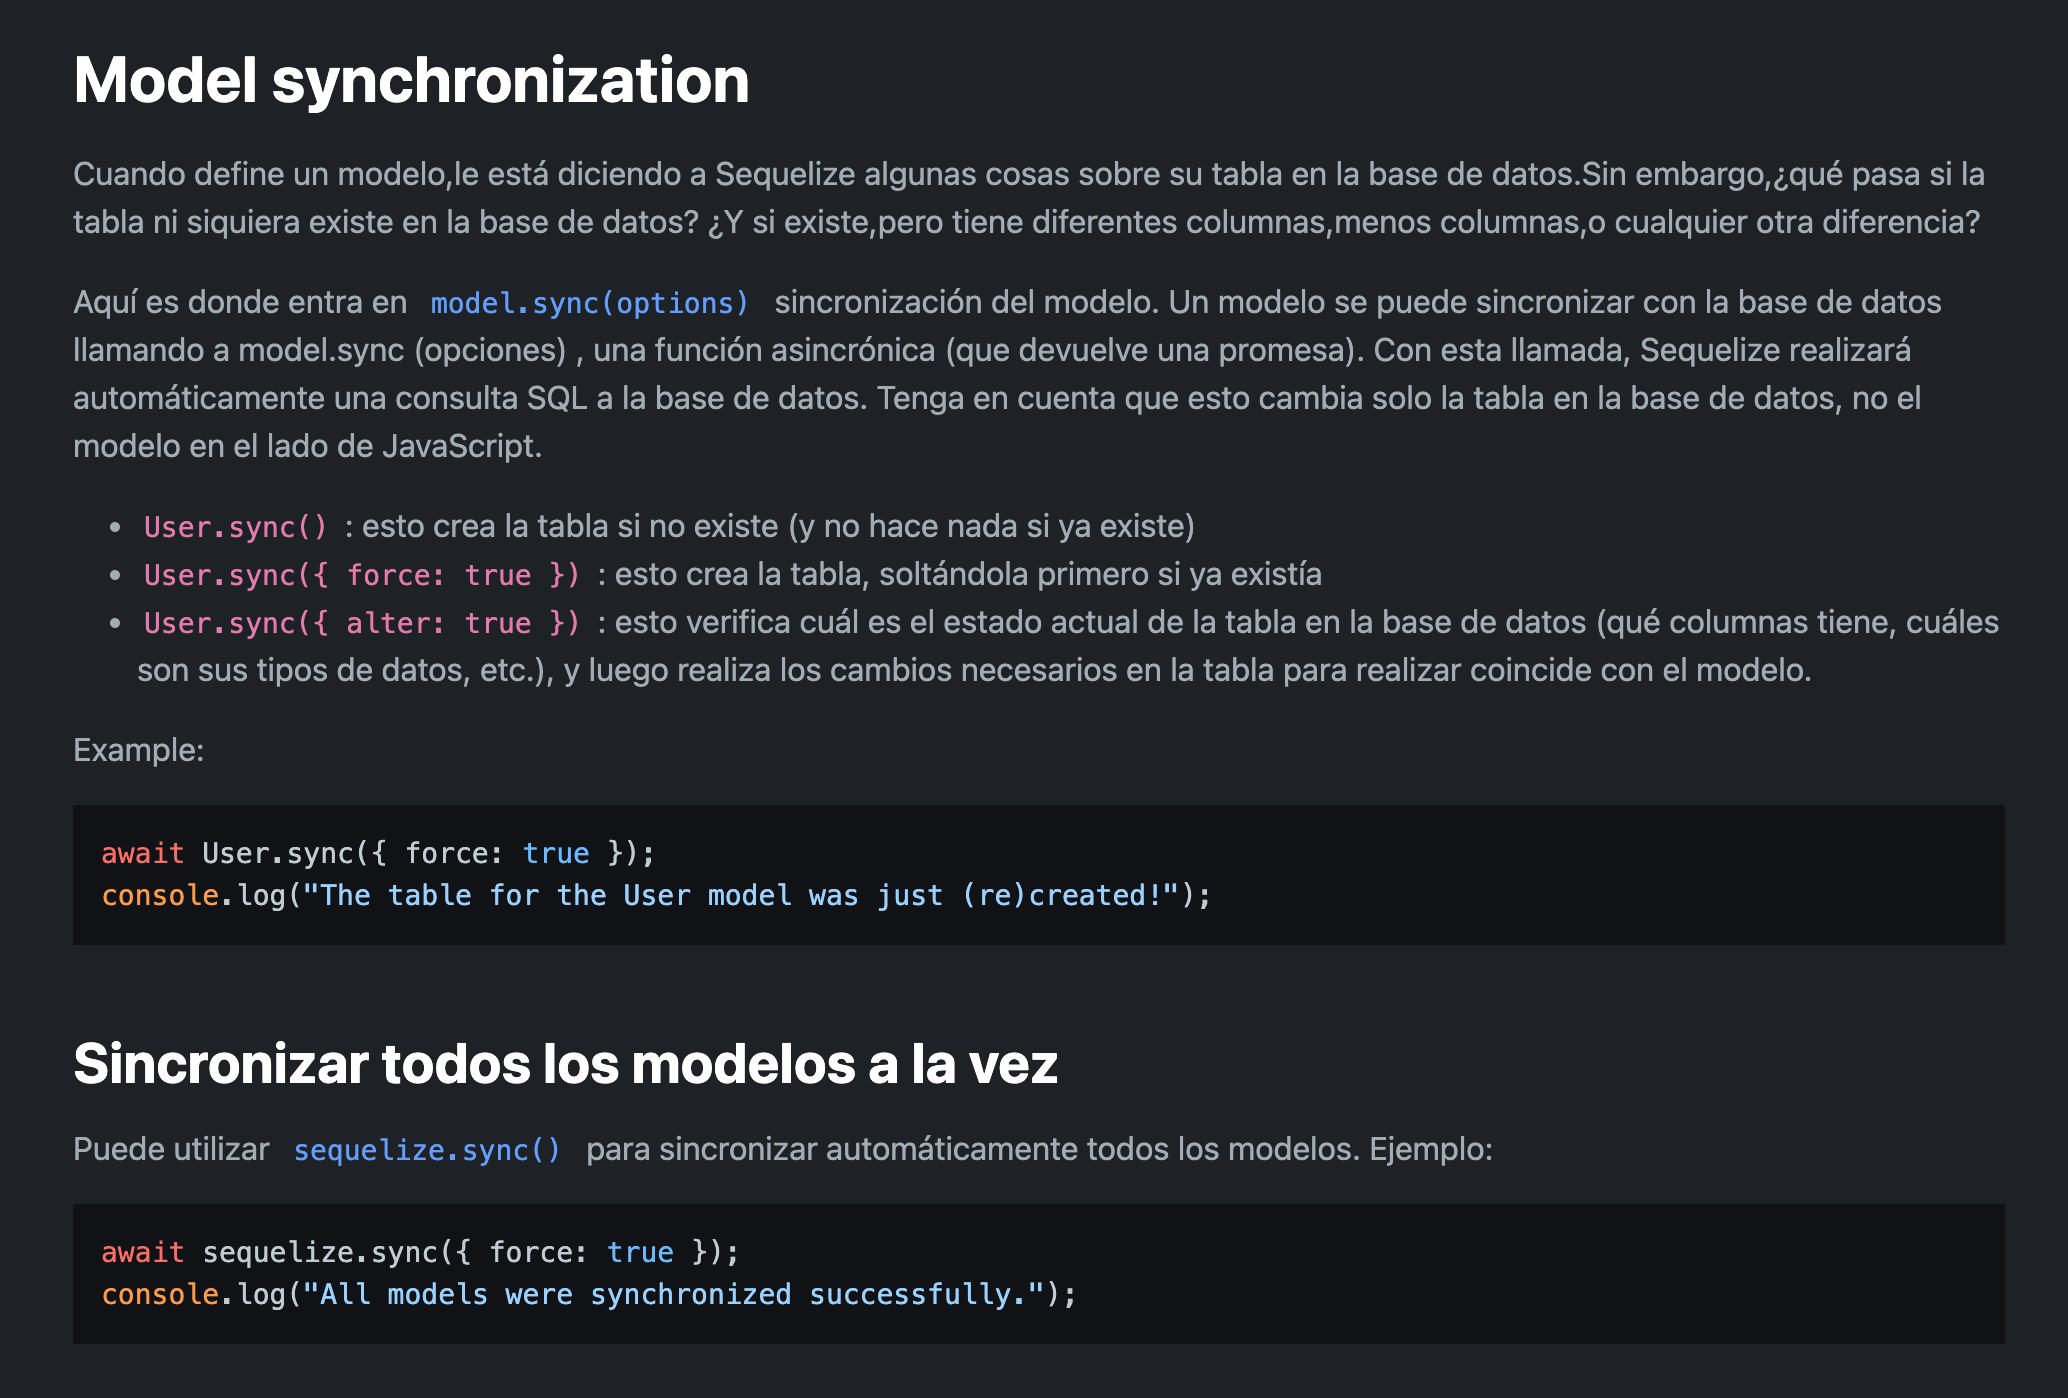 Model synchronization
Cuando define un modelo,le está diciendo a Sequelize algunas cosas sobre su tabla en la base de datos.Sin embargo,¿qué pasa si la
tabla ni siquiera existe en la base de datos? ¿Y si existe,pero tiene diferentes columnas,menos columnas,o cualquier otra diferencia?
Aquí es donde entra en model.sync(options) sincronización del modelo. Un modelo se puede sincronizar con la base de datos
llamando a model.sync (opciones) , una función asincrónica (que devuelve una promesa). Con esta llamada, Sequelize realizará
automáticamente una consulta SQL a la base de datos. Tenga en cuenta que esto cambia solo la tabla en la base de datos, no el
modelo en el lado de JavaScript.
• User.sync() : esto crea la tabla si no existe (y no hace nada si ya existe)
• User.sync({ force: true }) : esto crea la tabla, soltándola primero si ya existía
• User.sync({ alter: true }) : esto verifica cuál es el estado actual de la tabla en la base de datos (qué columnas tiene, cuáles
son sus tipos de datos, etc.), y luego realiza los cambios necesarios en la tabla para realizar coincide con el modelo.
Example:
await User.sync({ force: true });
console.log("The table for the User model was just (re)created!");
Sincronizar todos los modelos a la vez
Puede utilizar sequelize.sync() para sincronizar automáticamente todos los modelos. Ejemplo:
await sequelize.sync({ force: true });
console.log("All models were synchronized successfully.");